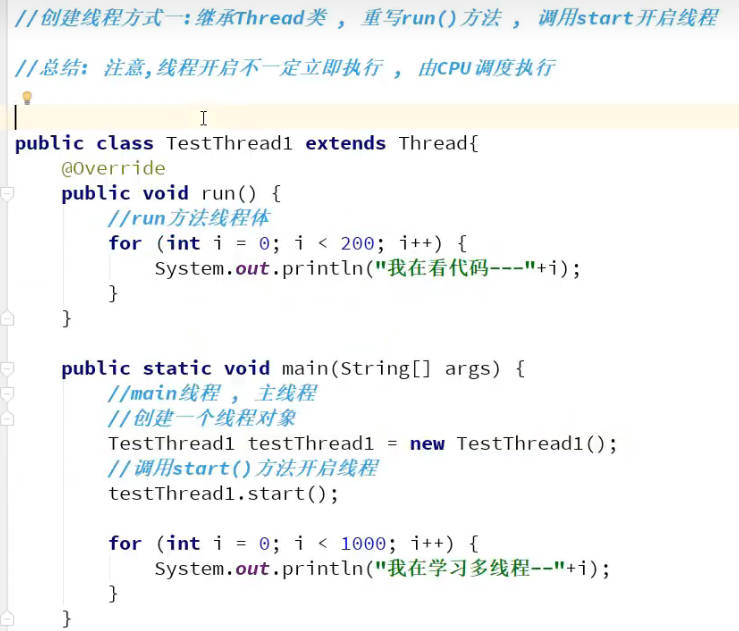 //创建线程方式一:继承Thread类 , 重写run()方法 , 调用start开启线程
//总结: 注意,线程开启不一定立即执行 , 由CPU调度执行
public class TestThread1 extends Thread{
@Override
public void run() {
//run方法线程体
for (int i = 0; i < 200; i++) {
System.out.println("我在看代码---"+i);
}
}
public static void main(String[] args) {
//main线程 , 主线程
//创建一个线程对象
TestThread1 testThread1 = new TestThread1();
//调用start()方法开启线程
testThread1.start();
for (int i = 0; i < 1000; i++) {
System.out.println("我在学习多线程--"+i);
}
}